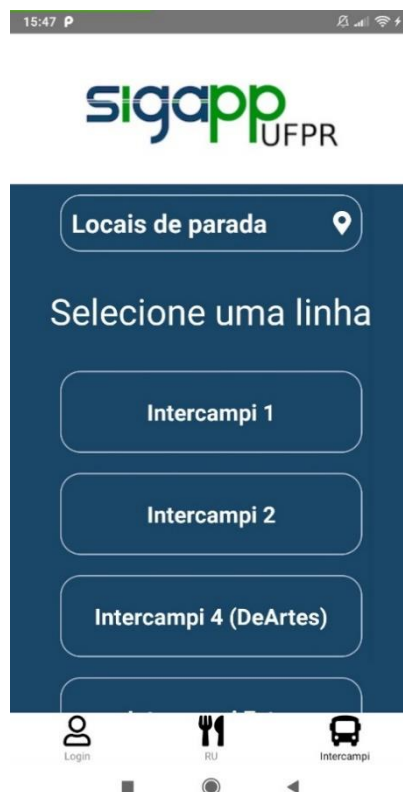 15:47
sigapp
UFPR
Locais de parada
Selecione uma linha
Intercampi 1
Intercampi 2
Intercampi 4 (DeArtes)
Login
RU
Intercampi